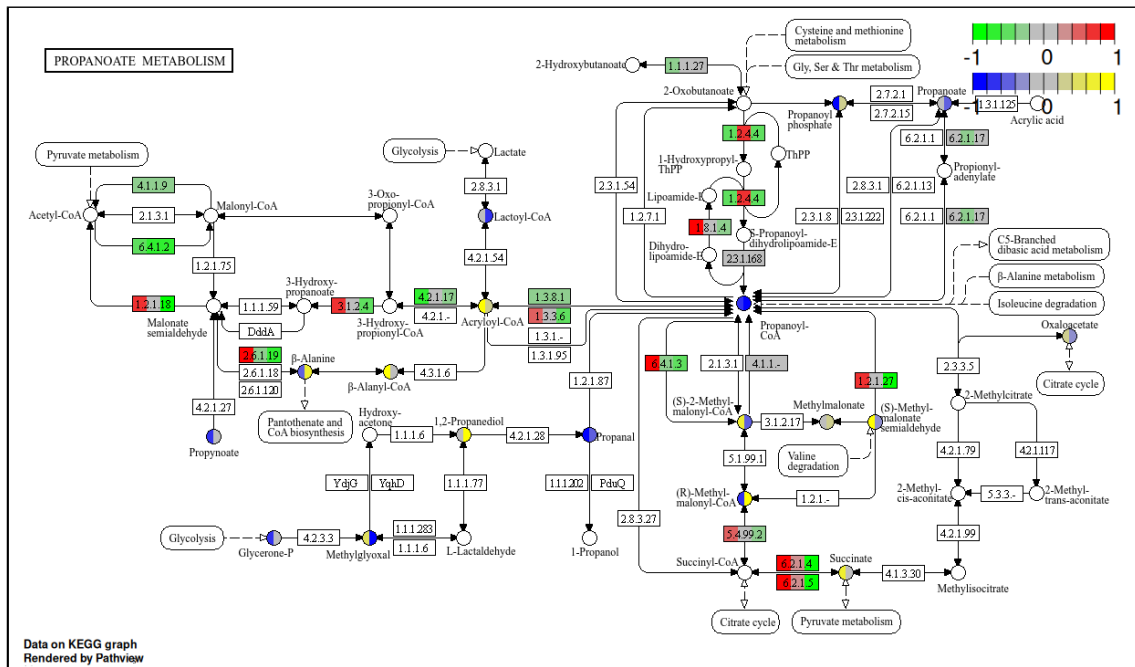 PROPANOATE METABOLISM
Cysteine and methionine
metabolism
2-Hydroxybutanoate
1.1.1.27
Gly, Ser & Thr metabolism
-1 0 1
-1 0 1
2-Oxobutanoate
2.7.2.1
2.7.2.15
Propanoyl
phosphate
Propanoate
1.3.1.125
Acrylic acid
1.2.4.4
ThPP
1-Hydroxypropyl-
ThPP
6.2.1.1
6.2.1.17
Propionyl-
adenylate
Pyruvate metabolism
Glycolysis
Lactate
4.1.1.9
2.8.3.1
3-Oxo-
propionyl-CoA
Acetyl-CoA
2.1.3.1
Malonyl-CoA
Lactoyl-CoA
6.4.1.2
2.3.1.54
1.2.7.1
Lipoamide-E
1.2.4.4
1.8.1.4
S-Propanoyl-
dihydrolipoamide-E
Dihydro-
lipoamide-E
2.3.1.168
2.3.1.8
2.3.1.222
2.8.3.1
6.2.1.13
6.2.1.1
6.2.1.17
C5-Branched
dibasic acid metabolism
β-Alanine metabolism
Isoleucine degradation
1.2.1.75
4.2.1.54
3-Hydroxy-
propanoate
1.2.1.18
Malonate
semialdehyde
1.1.1.59
DddA
3.1.2.4
3-Hydroxy-
propionyl-CoA
4.2.1.17
4.2.1.-
Acryloyl-CoA
1.3.8.1
1.3.3.6
1.3.1.-
1.3.1.95
Propanoyl-CoA
Oxaloacetate
2.6.1.19
2.6.1.18
2.6.1.120
β-Alanine
β-Alanyl-CoA
4.3.1.6
1.2.1.87
6.4.1.3
2.1.3.1
4.1.1.-
1.2.1.27
2.3.3.5
Citrate cycle
4.2.1.27
Pantothenate and
CoA biosynthesis
Propynoate
Hydroxy-
acetone
1.1.1.6
1,2-Propanediol
4.2.1.28
Propanal
(S)-2-Methyl-
malonyl-CoA
3.1.2.17
Methylmalonate
(S)-Methyl-
malonate
semialdehyde
2-Methylcitrate
Valine
degradation
5.1.99.1
4.2.1.79
4.2.1.117
YdjG
YqhD
1.1.1.77
1.1.1.202
PduQ
(R)-Methyl-
malonyl-CoA
1.2.1.-
2-Methyl-
cis-aconitate
5.3.3.-
2-Methyl-
trans-aconitate
2.8.3.27
Glycolysis
Glycerone-P
4.2.3.3
Methylglyoxal
1.1.1.283
1.1.1.6
L-Lactaldehyde
1-Propanol
5.4.99.2
4.2.1.99
Succinyl-CoA
6.2.1.4
6.2.1.5
Succinate
4.1.3.30
Methylisocitrate
Citrate cycle
Pyruvate metabolism
Data on KEGG graph
Rendered by Pathview